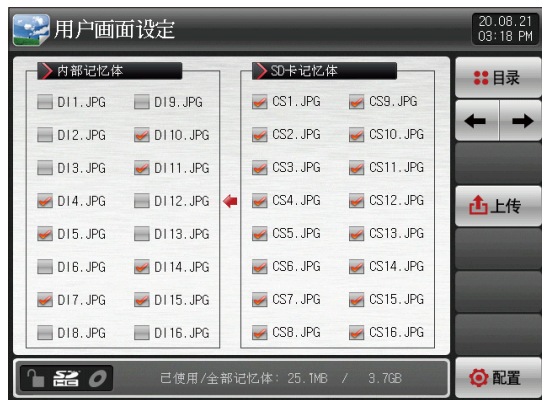 用户画面设定
20.08.21
03:18 PM
内部记忆体
DI1.JPG DI9.JPG
DI2.JPG DI10.JPG
DI3.JPG DI11.JPG
DI4.JPG DI12.JPG
DI5.JPG DI13.JPG
DI6.JPG DI14.JPG
DI7.JPG DI15.JPG
DI8.JPG DI16.JPG
SD卡记忆体
CS1.JPG CS9.JPG
CS2.JPG CS10.JPG
CS3.JPG CS11.JPG
CS4.JPG CS12.JPG
CS5.JPG CS13.JPG
CS6.JPG CS14.JPG
CS7.JPG CS15.JPG
CS8.JPG CS16.JPG
目录
上传
配置
SD HC
已使用/全部记忆体: 25.1MB / 3.7GB